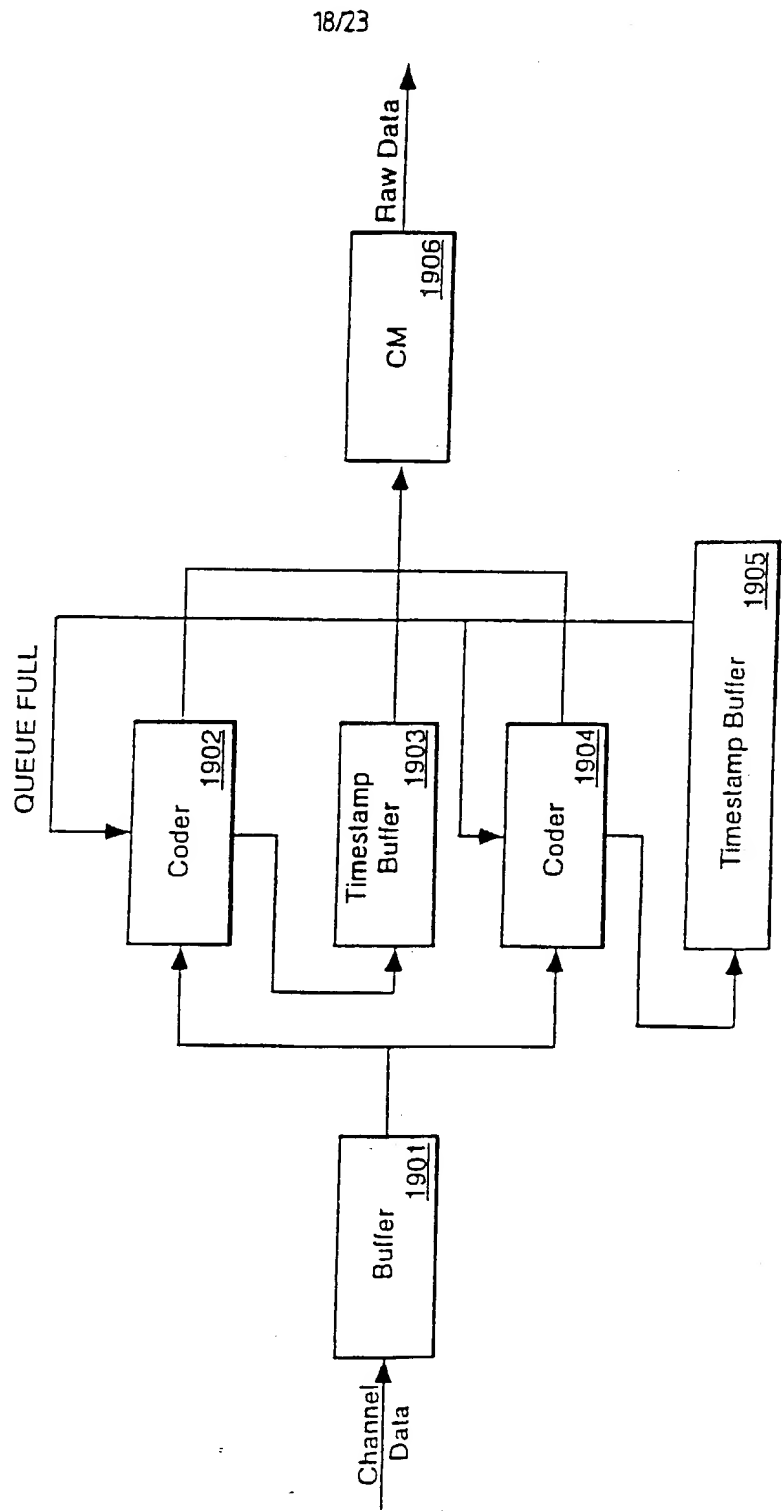 18/23
Channel
Data
Buffer
1901
QUEUE FULL
Coder
1902
Timestamp
Buffer
1903
Coder
1904
Timestamp Buffer
1905
CM
1906
Raw Data